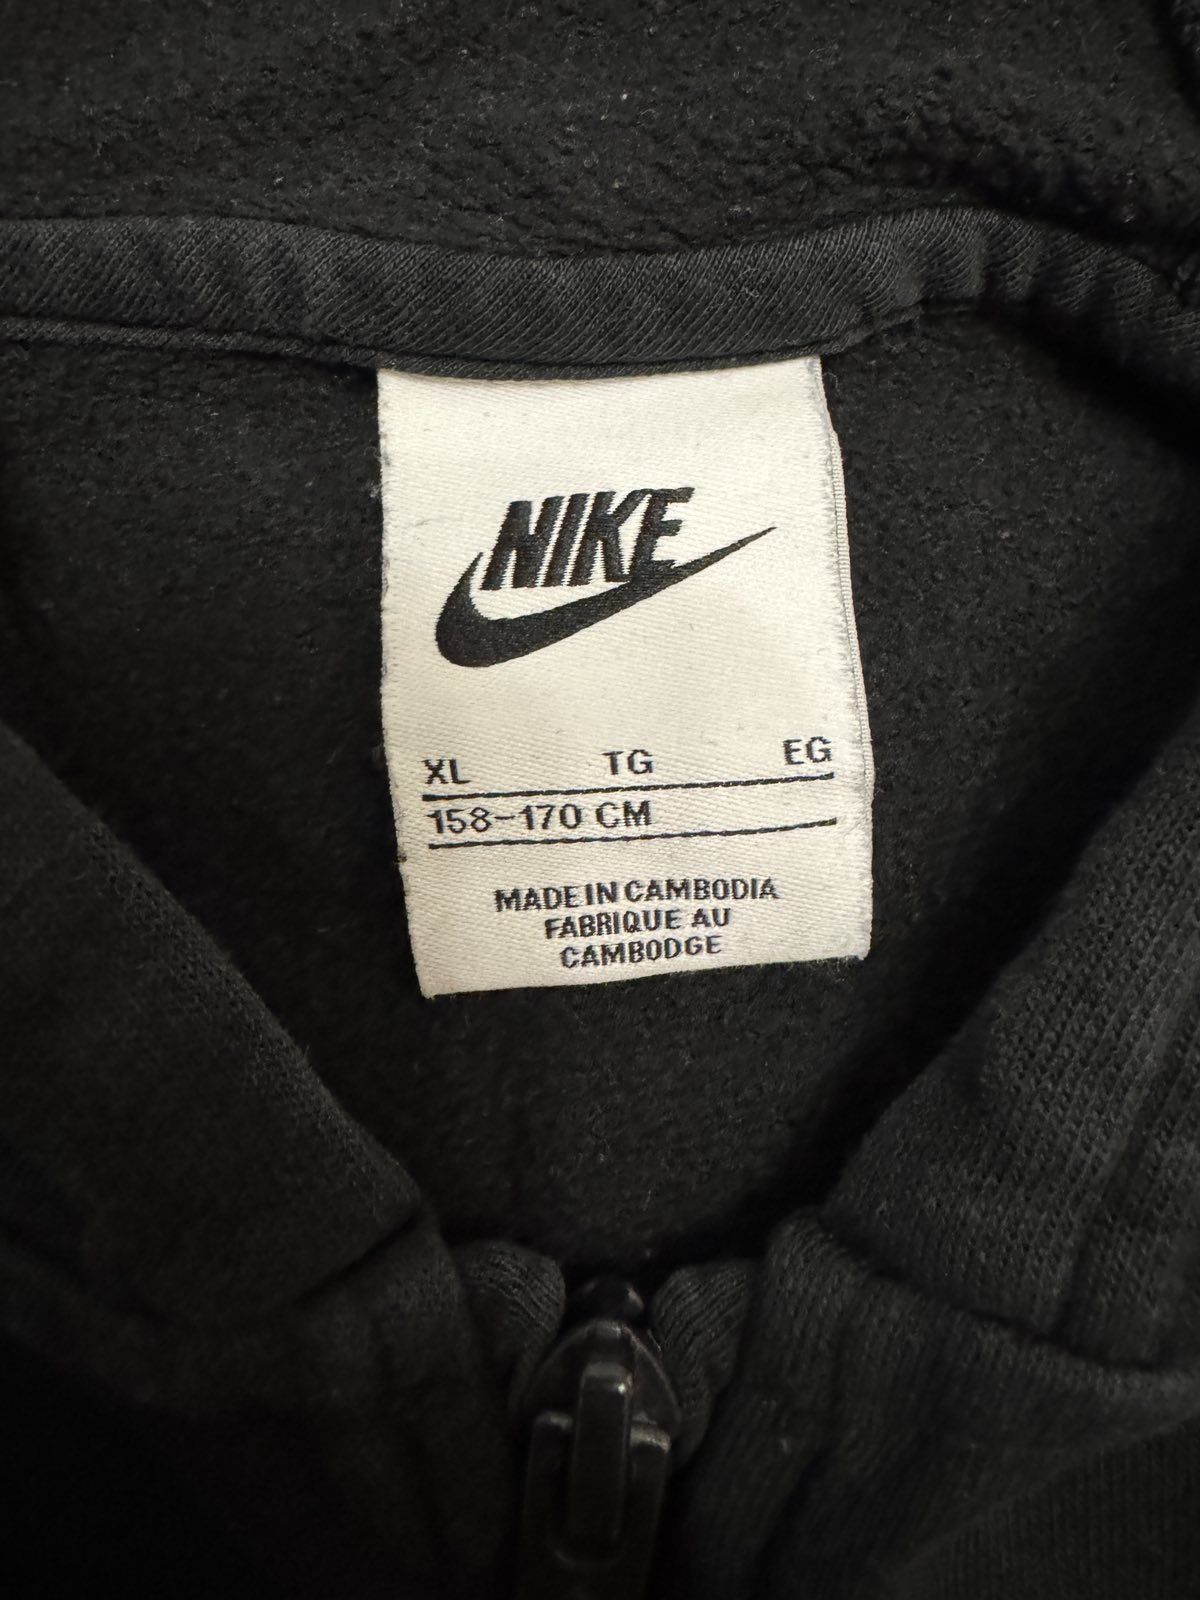 NIKE
XL TG EG
158-170 CM
MADE IN CAMBODIA
FABRIQUE AU
CAMBODGE